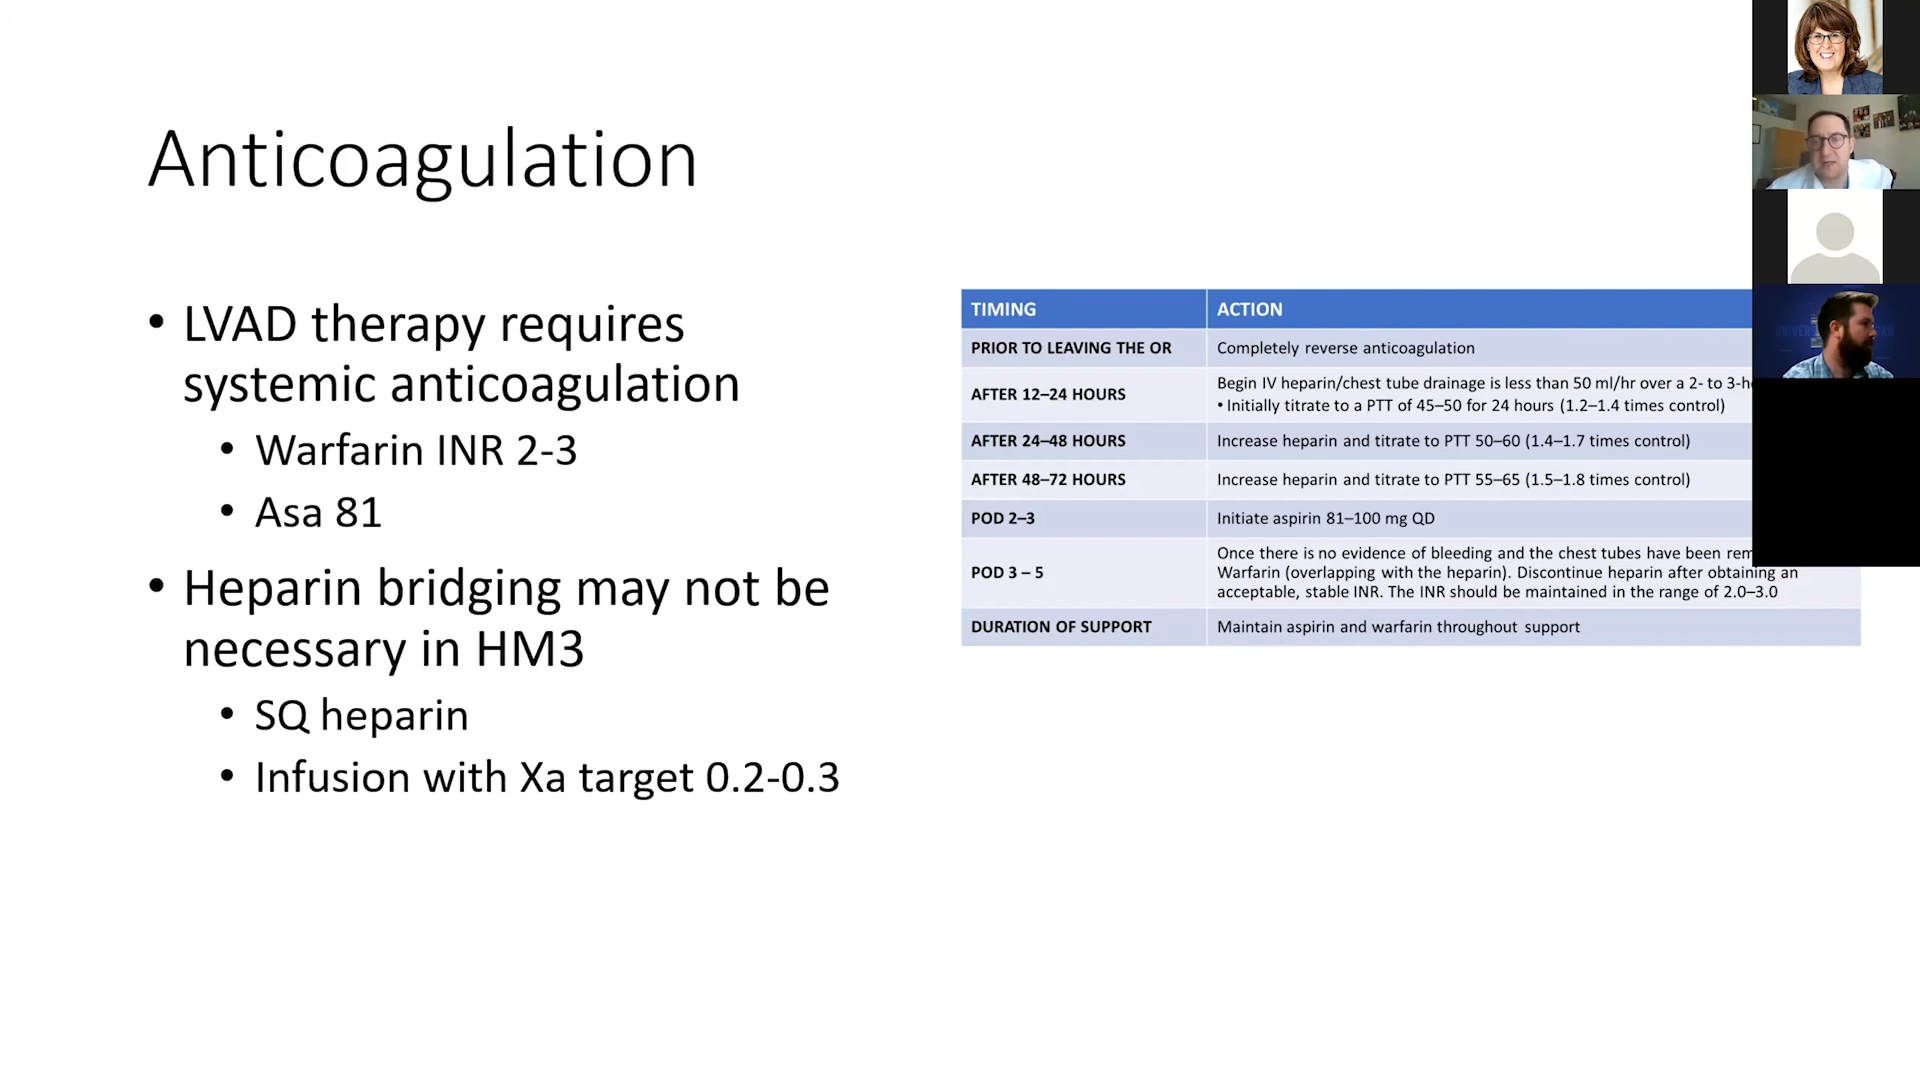 Anticoagulation
• LVAD therapy requires
systemic anticoagulation
• Warfarin INR 2-3
• Asa 81
• Heparin bridging may not be
necessary in HM3
• SQ heparin
• Infusion with Xa target 0.2-0.3
TIMING ACTION
PRIOR TO LEAVING THE OR Completely reverse anticoagulation
AFTER 12–24 HOURS
Begin IV heparin/chest tube drainage is less than 50 ml/hr over a 2- to
• Initially titrate to a PTT of 45–50 for 24 hours (1.2–1.4 times control)
AFTER 24–48 HOURS Increase heparin and titrate to PTT 50–60 (1.4–1.7 times control)
AFTER 48–72 HOURS Increase heparin and titrate to PTT 55–65 (1.5–1.8 times control)
POD 2–3 Initiate aspirin 81–100 mg QD
POD 3 – 5
Once there is no evidence of bleeding and the chest tubes have been
Warfarin (overlapping with the heparin). Discontinue heparin after obtaining an
acceptable, stable INR. The INR should be maintained in the range of 2.0–3.0
DURATION OF SUPPORT Maintain aspirin and warfarin throughout support